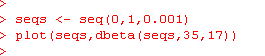 >
> seqs <- seq(0,1,0.001)
> plot(seqs,dbeta(seqs,35,17))
>